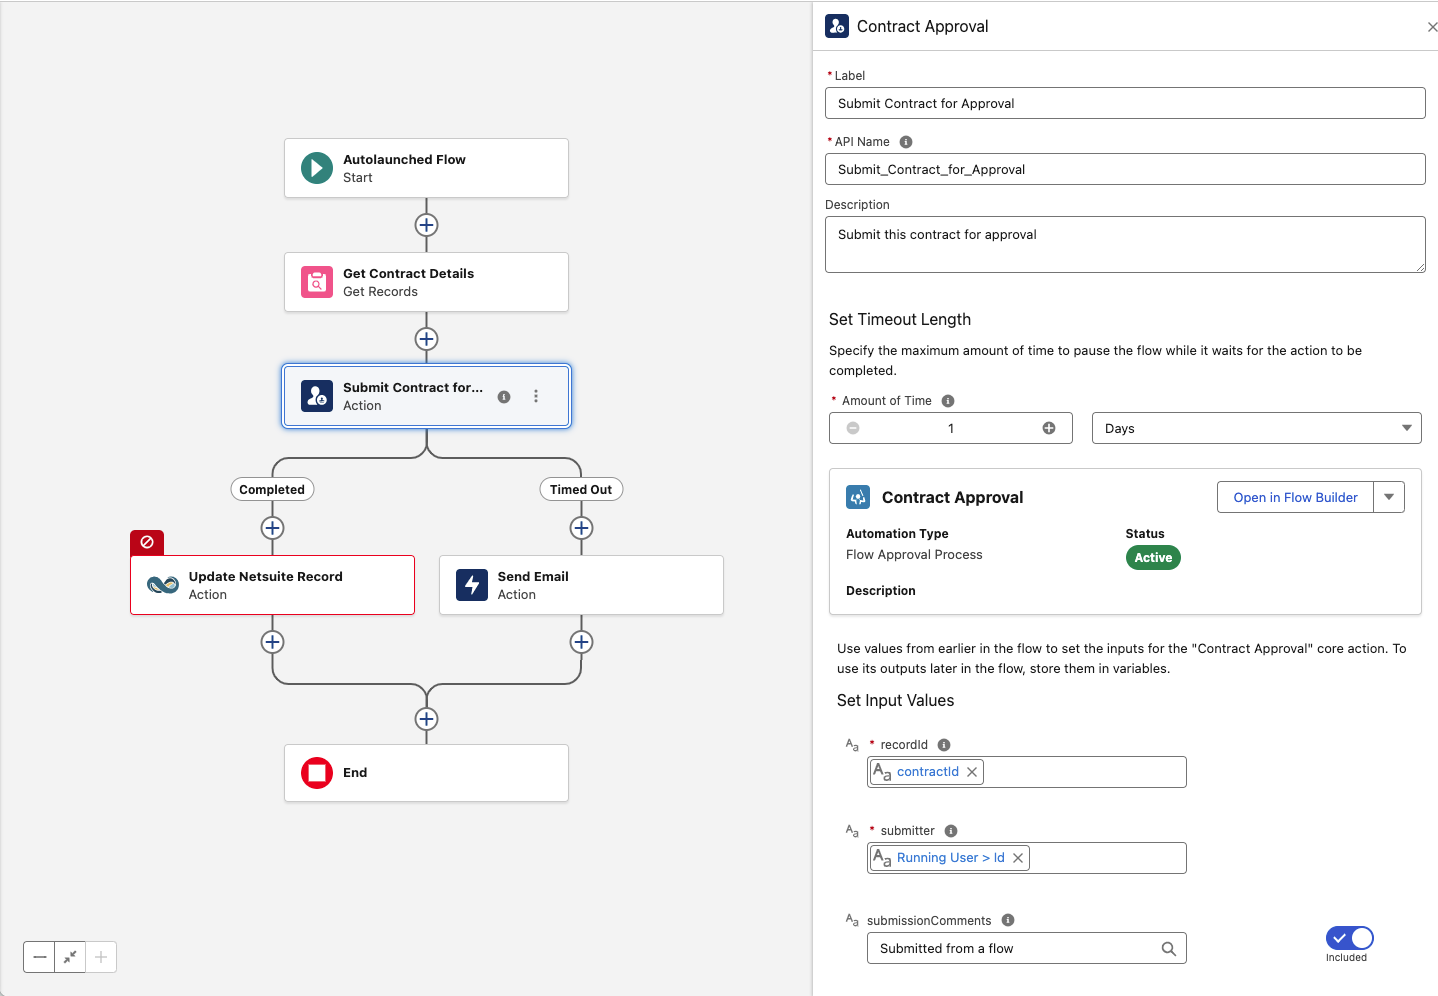 Autolaunched Flow
Start
Get Contract Details
Get Records
Submit Contract for...
Action
Completed
Timed Out
Update Netsuite Record
Action
Send Email
Action
End
Contract Approval
* Label
Submit Contract for Approval
* API Name
Submit_Contract_for_Approval
Description
Submit this contract for approval
Set Timeout Length
Specify the maximum amount of time to pause the flow while it waits for the action to be
completed.
* Amount of Time
1
Days
Contract Approval
Open in Flow Builder
Automation Type
Status
Flow Approval Process
Active
Description
Use values from earlier in the flow to set the inputs for the "Contract Approval" core action. To
use its outputs later in the flow, store them in variables.
Set Input Values
Aa * recordId
Aa contractId
Aa * submitter
Aa Running User > Id
Aa submissionComments
Submitted from a flow
Included